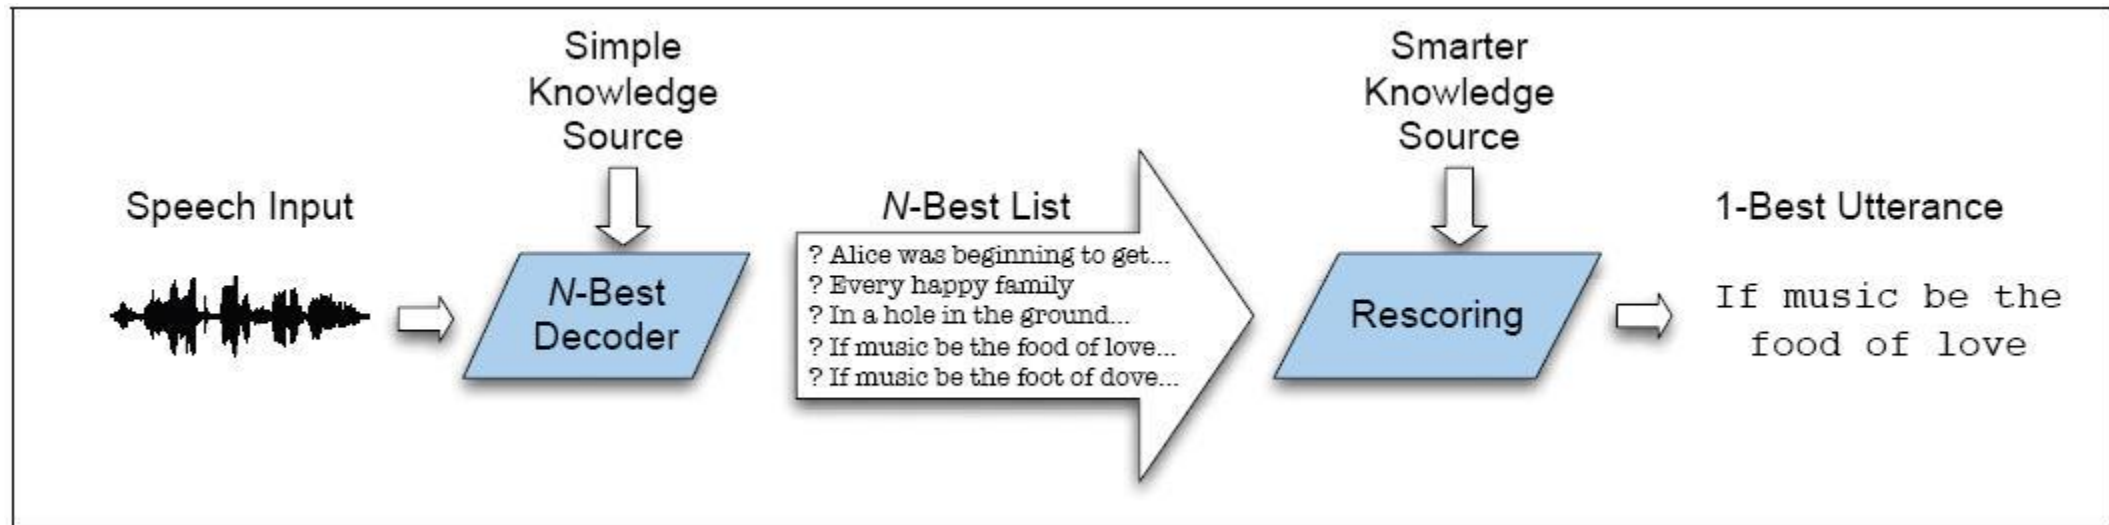 Simple
Knowledge
Source
Smarter
Knowledge
Source
Speech Input
N-Best List
1-Best Utterance
N-Best
Decoder
? Alice was beginning to get...
? Every happy family
? In a hole in the ground...
? If music be the food of love...
? If music be the foot of dove...
Rescoring
If music be the
food of love